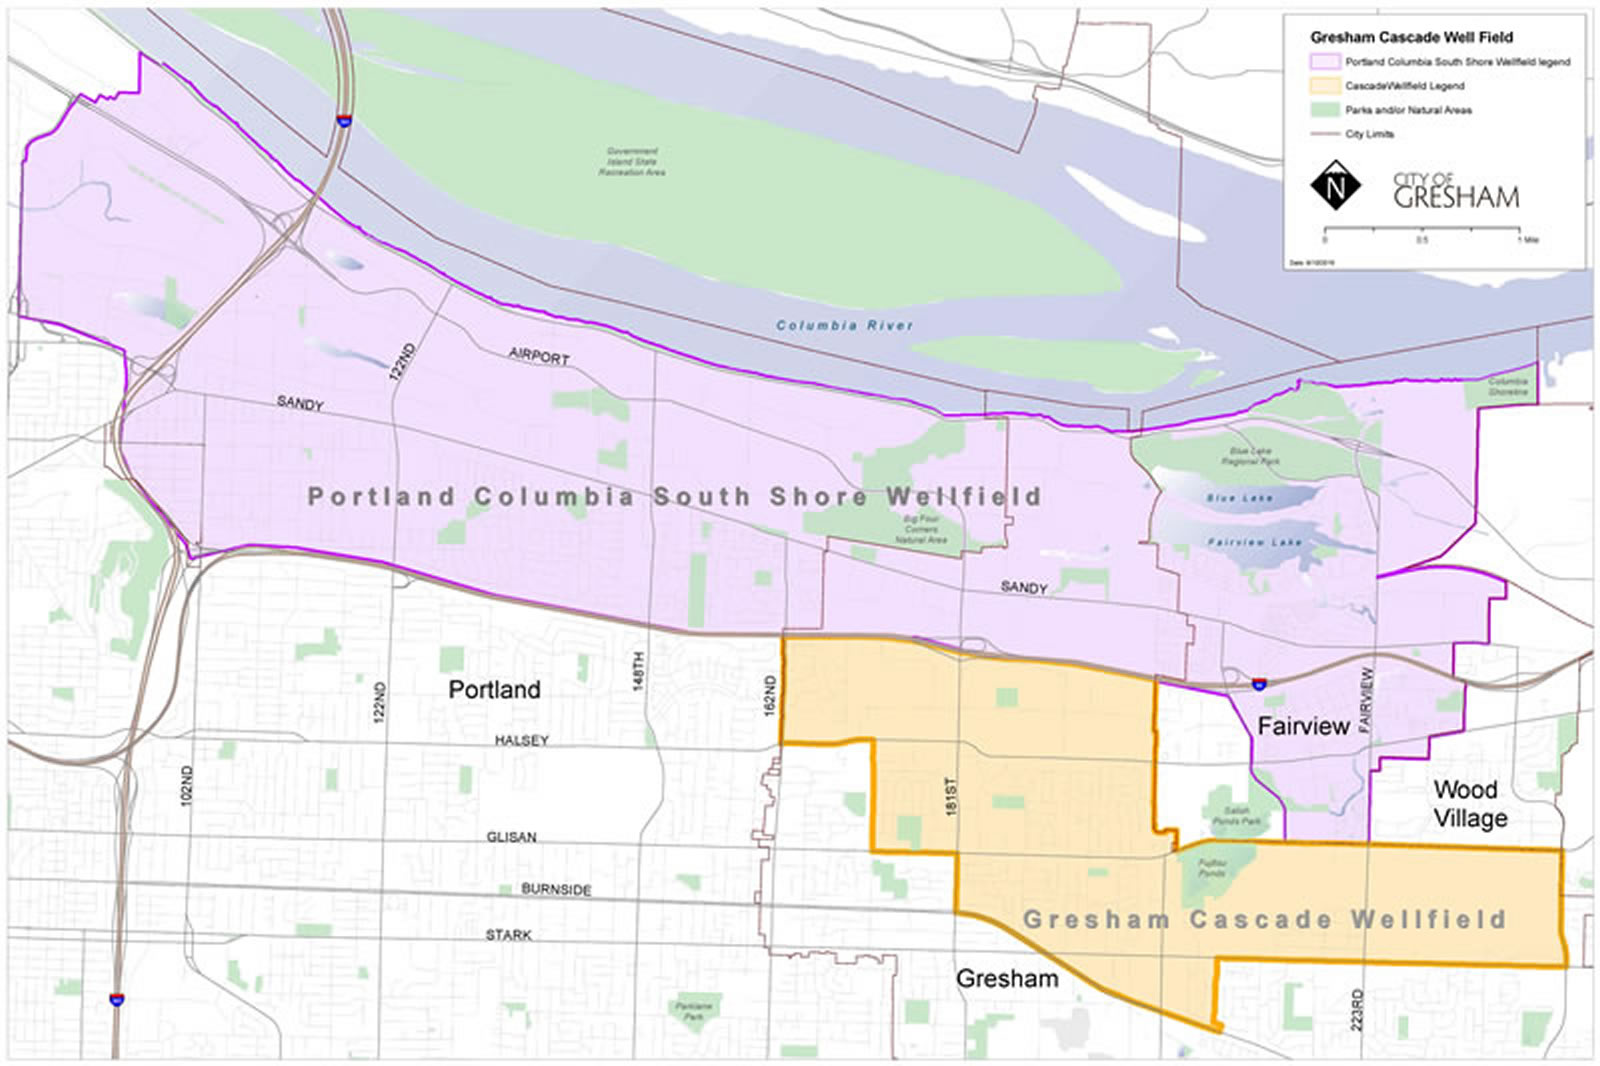 Gresham Cascade Well Field
Portland Columbia South Shore Wellfield legend
CascadeWellfield Legend
Parks and/or Natural Areas
City Limits
N
CITY OF
GRESHAM
0
0.5
1 Mile
Government
Island State
Recreation Area
Columbia River
122ND
AIRPORT
SANDY
Columbia
Shoreline
Blue Lake
Regional Park
Blue Lake
Portland Columbia South Shore Wellfield
Big Four
Corners
Natural Area
Fairview Lake
SANDY
Portland
122ND
148TH
162ND
FAIRVIEW
Fairview
HALSEY
102ND
181ST
Wood
Village
Salish
Ponds Park
GLISAN
Fujitsu
Ponds
BURNSIDE
Gresham Cascade Wellfield
STARK
Gresham
223RD
Parklane
Park